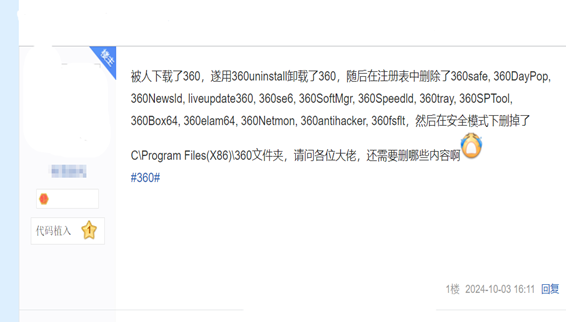 楼主
被人下载了360，遂用360uninstall卸载了360，随后在注册表中删除了360safe, 360DayPop,
360Newsld, liveupdate360, 360se6, 360SoftMgr, 360Speedld, 360tray, 360SPTool,
360Box64, 360elam64, 360Netmon, 360antihacker, 360fsflt，然后在安全模式下删掉了
C\Program Files(X86)\360文件夹，请问各位大佬，还需要删哪些内容啊
#360#
代码植入 1
1楼 2024-10-03 16:11 回复